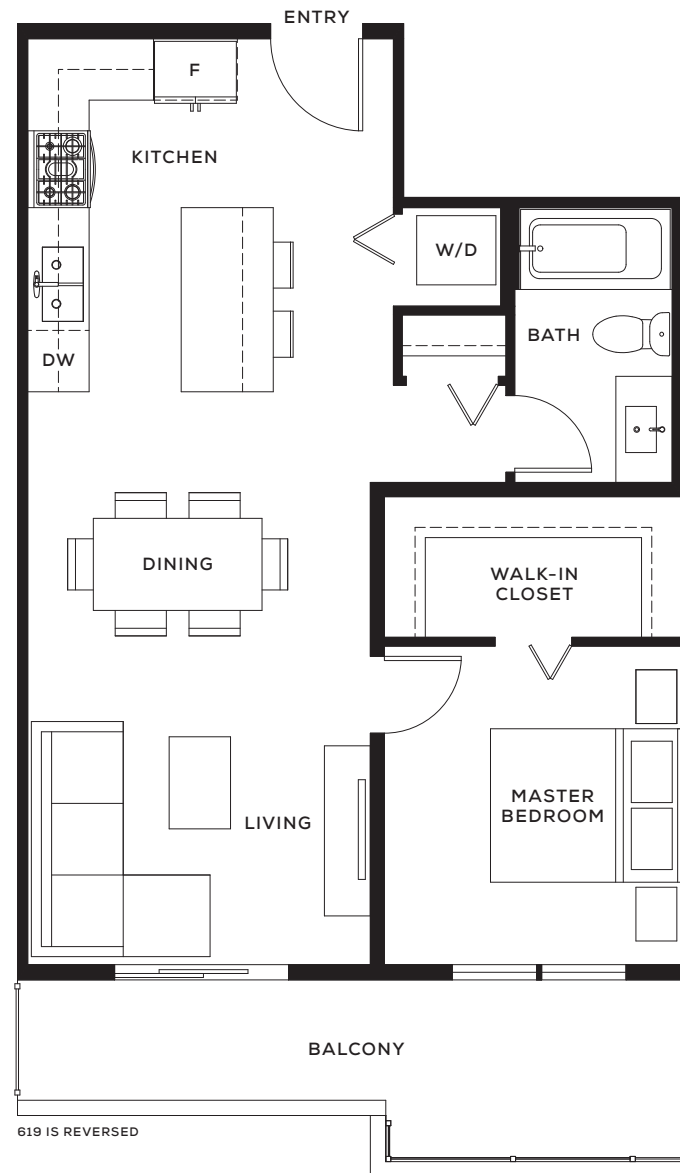 ENTRY
F
KITCHEN
W/D
BATH
DW
DINING
WALK-IN
CLOSET
MASTER
BEDROOM
LIVING
BALCONY
619 IS REVERSED